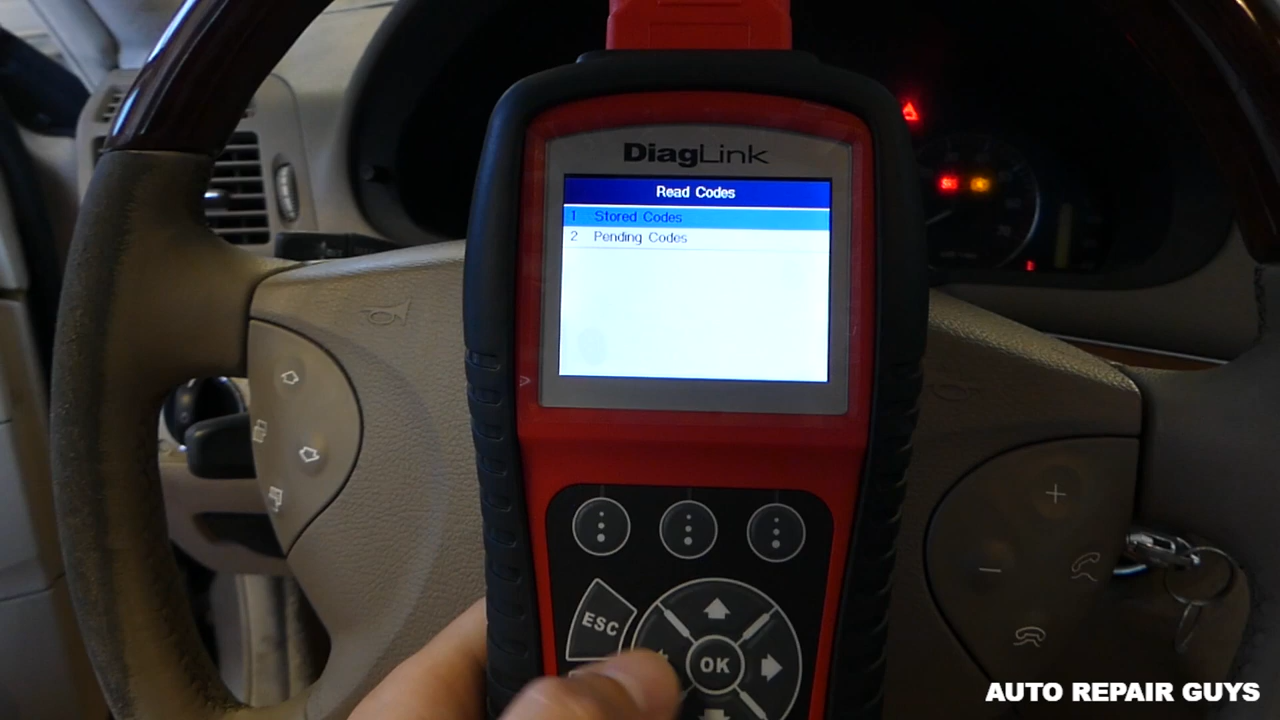 DiagLink
Read Codes
1 Stored Codes
2 Pending Codes
ESC
OK
AUTO REPAIR GUYS